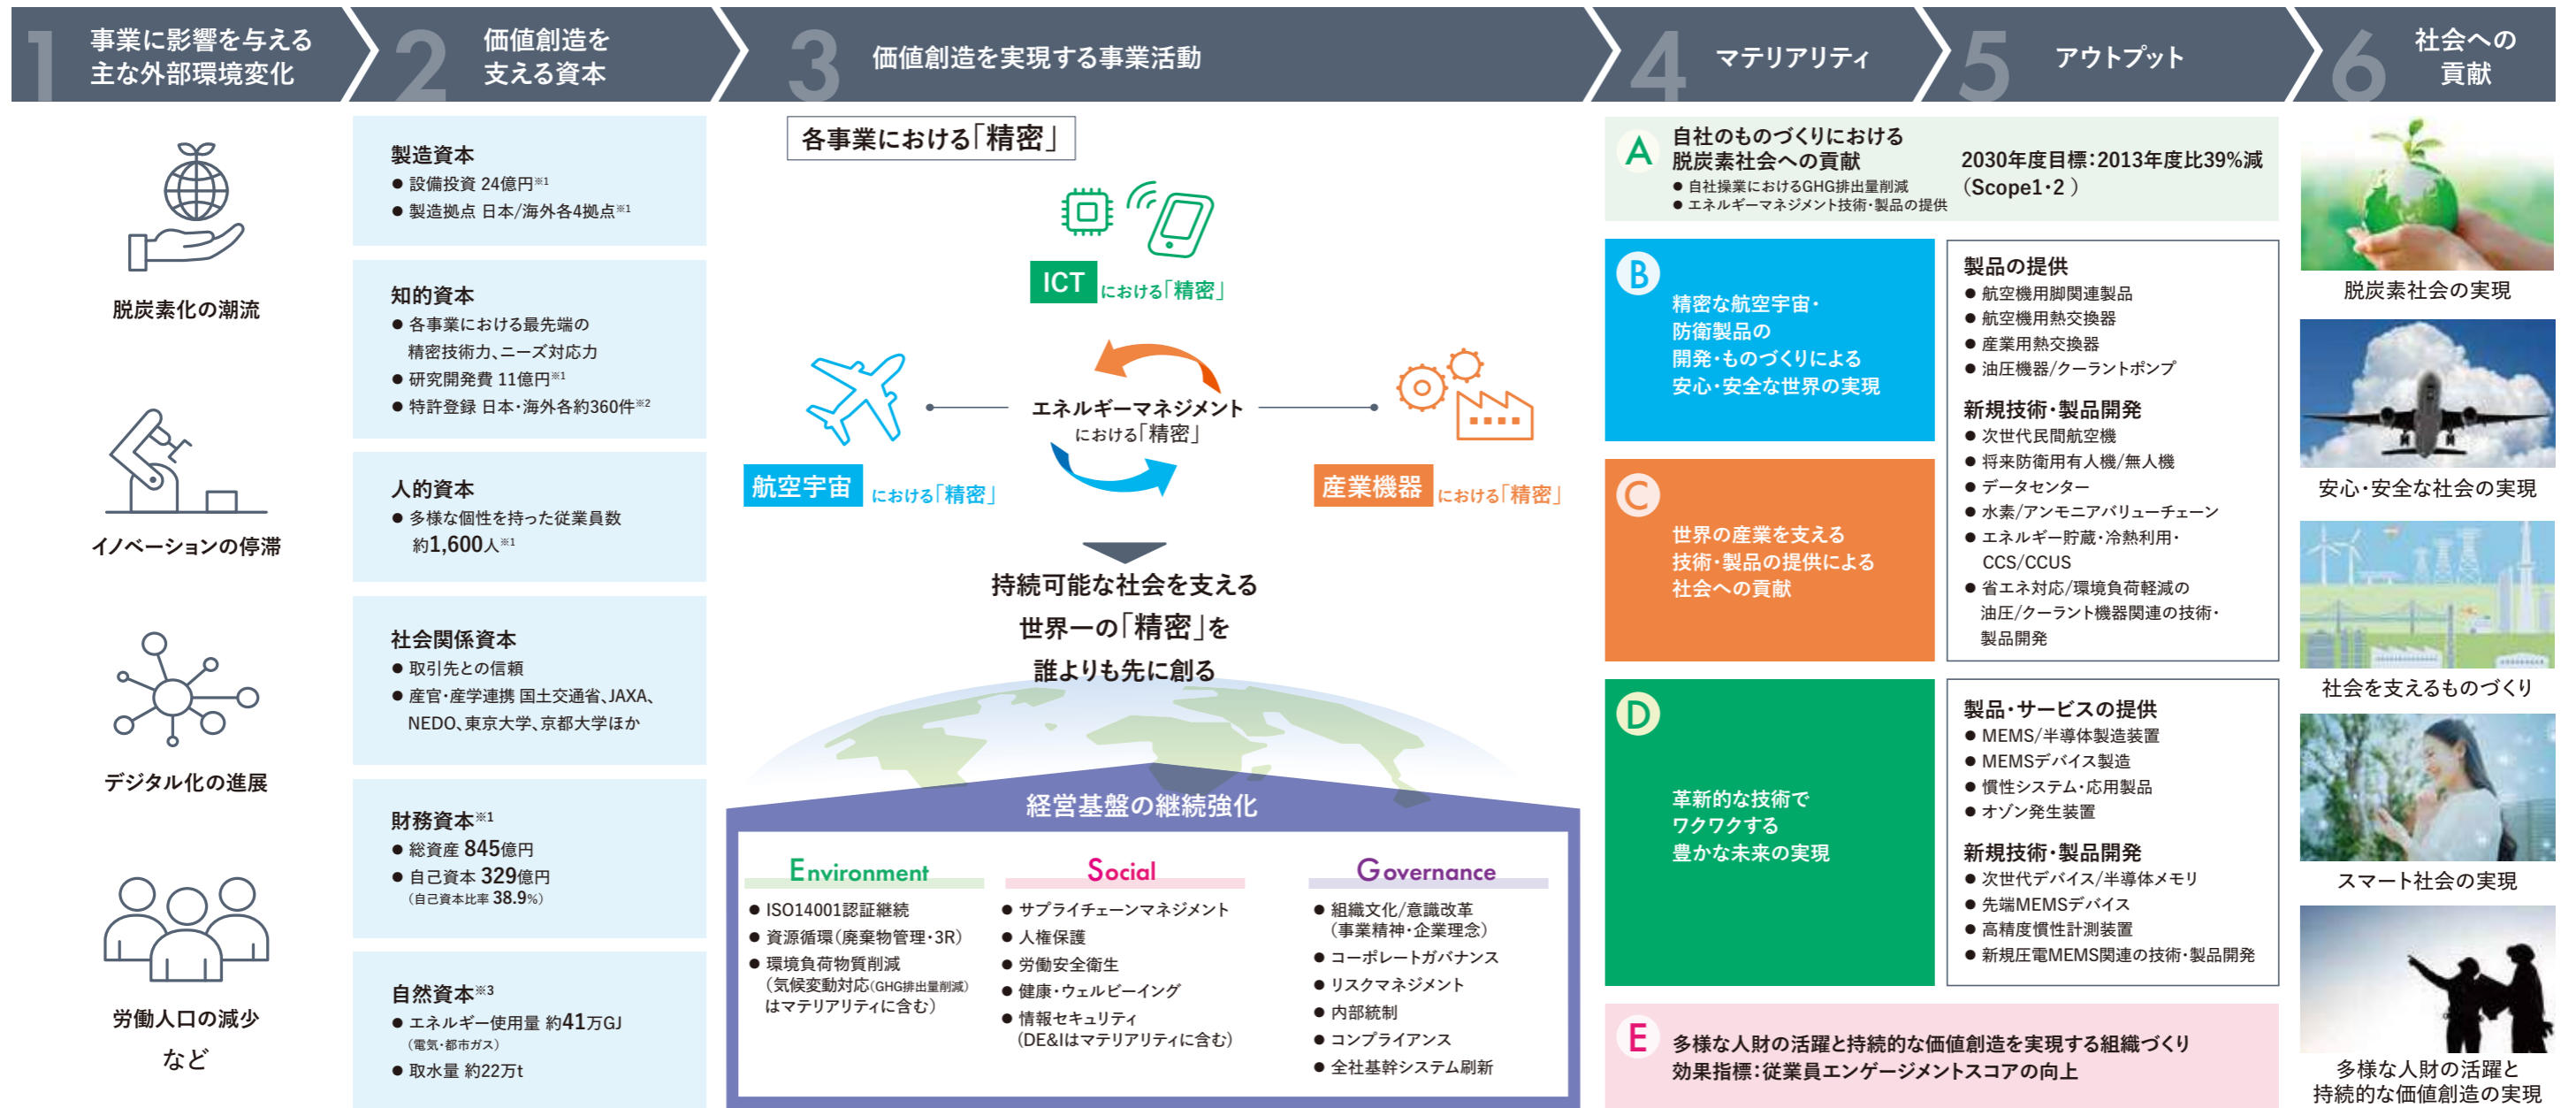 1
事業に影響を与える
主な外部環境変化
2
価値創造を
支える資本
3
価値創造を実現する事業活動
4
マテリアリティ
5
アウトプット
6
社会への
貢献
脱炭素化の潮流
イノベーションの停滞
デジタル化の進展
労働人口の減少
など
製造資本
● 設備投資 24億円※1
● 製造拠点 日本/海外各4拠点※1
知的資本
● 各事業における最先端の
精密技術力、ニーズ対応力
● 研究開発費 11億円※1
● 特許登録 日本・海外各約360件※2
人的資本
● 多様な個性を持った従業員数
約1,600人※1
社会関係資本
● 取引先との信頼
● 産官・産学連携 国土交通省、JAXA、
NEDO、東京大学、京都大学ほか
財務資本※1
● 総資産 845億円
● 自己資本 329億円
（自己資本比率 38.9%）
自然資本※3
● エネルギー使用量 約41万GJ
（電気・都市ガス）
● 取水量 約22万t
各事業における「精密」
ICT における「精密」
エネルギーマネジメント
における「精密」
航空宇宙 における「精密」
産業機器 における「精密」
持続可能な社会を支える
世界一の「精密」を
誰よりも先に創る
経営基盤の継続強化
Environment
● ISO14001認証継続
● 資源循環（廃棄物管理・3R）
● 環境負荷物質削減
（気候変動対応（GHG排出量削減）
はマテリアリティに含む）
Social
● サプライチェーンマネジメント
● 人権保護
● 労働安全衛生
● 健康・ウェルビーイング
● 情報セキュリティ
（DE&Iはマテリアリティに含む）
Governance
● 組織文化/意識改革
（事業精神・企業理念）
● コーポレートガバナンス
● リスクマネジメント
● 内部統制
● コンプライアンス
● 全社基幹システム刷新
A
自社のものづくりにおける
脱炭素社会への貢献
● 自社操業におけるGHG排出量削減
● エネルギーマネジメント技術・製品の提供
2030年度目標：2013年度比39%減
（Scope1・2 ）
B
精密な航空宇宙・
防衛製品の
開発・ものづくりによる
安心・安全な世界の実現
C
世界の産業を支える
技術・製品の提供による
社会への貢献
製品の提供
● 航空機用脚関連製品
● 航空機用熱交換器
● 産業用熱交換器
● 油圧機器/クーラントポンプ
新規技術・製品開発
● 次世代民間航空機
● 将来防衛用有人機/無人機
● データセンター
● 水素/アンモニアバリューチェーン
● エネルギー貯蔵・冷熱利用・
CCS/CCUS
● 省エネ対応/環境負荷軽減の
油圧/クーラント機器関連の技術・
製品開発
D
革新的な技術で
ワクワクする
豊かな未来の実現
製品・サービスの提供
● MEMS/半導体製造装置
● MEMSデバイス製造
● 慣性システム・応用製品
● オゾン発生装置
新規技術・製品開発
● 次世代デバイス/半導体メモリ
● 先端MEMSデバイス
● 高精度慣性計測装置
● 新規圧電MEMS関連の技術・製品開発
E
多様な人財の活躍と持続的な価値創造を実現する組織づくり
効果指標：従業員エンゲージメントスコアの向上
脱炭素社会の実現
安心・安全な社会の実現
社会を支えるものづくり
スマート社会の実現
多様な人財の活躍と
持続的な価値創造の実現